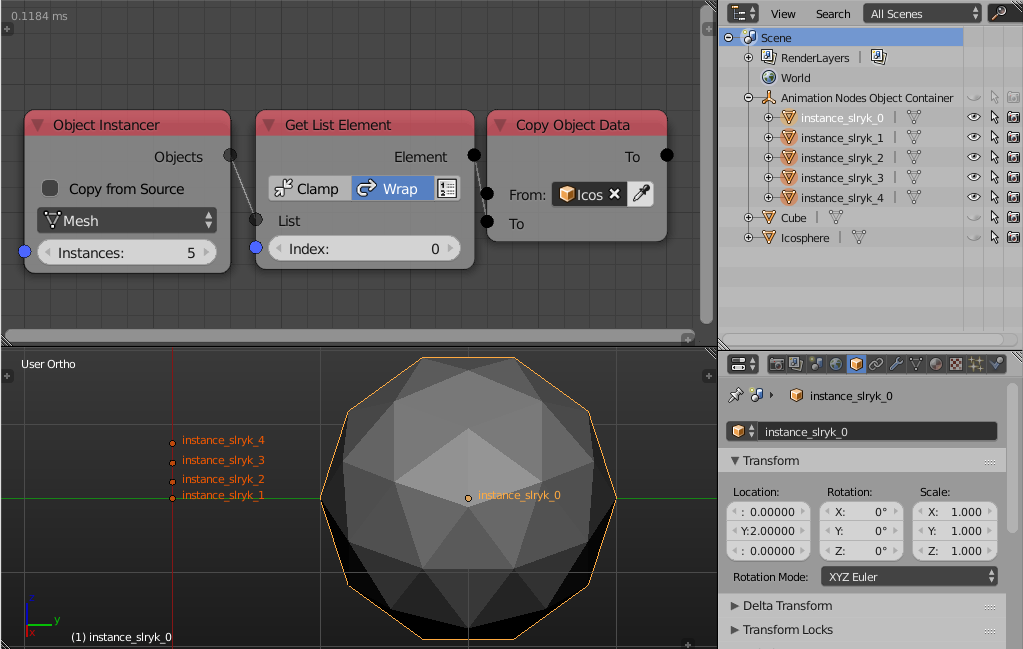 0.1184 ms
Object Instancer
Objects
Copy from Source
Mesh
Instances: 5
Get List Element
Element
Clamp Wrap
List
Index: 0
Copy Object Data
To
From: Icos
To
View Search All Scenes
Scene
RenderLayers
World
Animation Nodes Object Container
instance_slryk_0
instance_slryk_1
instance_slryk_2
instance_slryk_3
instance_slryk_4
Cube
Icosphere
User Ortho
instance_slryk_4
instance_slryk_3
instance_slryk_2
instance_slryk_1
instance_slryk_0
z
y
x
(1) instance_slryk_0
instance_slryk_0
instance_slryk_0
Transform
Location: Rotation: Scale:
: 0.00000 X: 0° X: 1.000
Y:2.00000 Y: 0° Y: 1.000
: 0.00000 Z: 0° Z: 1.000
Rotation Mode: XYZ Euler
Delta Transform
Transform Locks